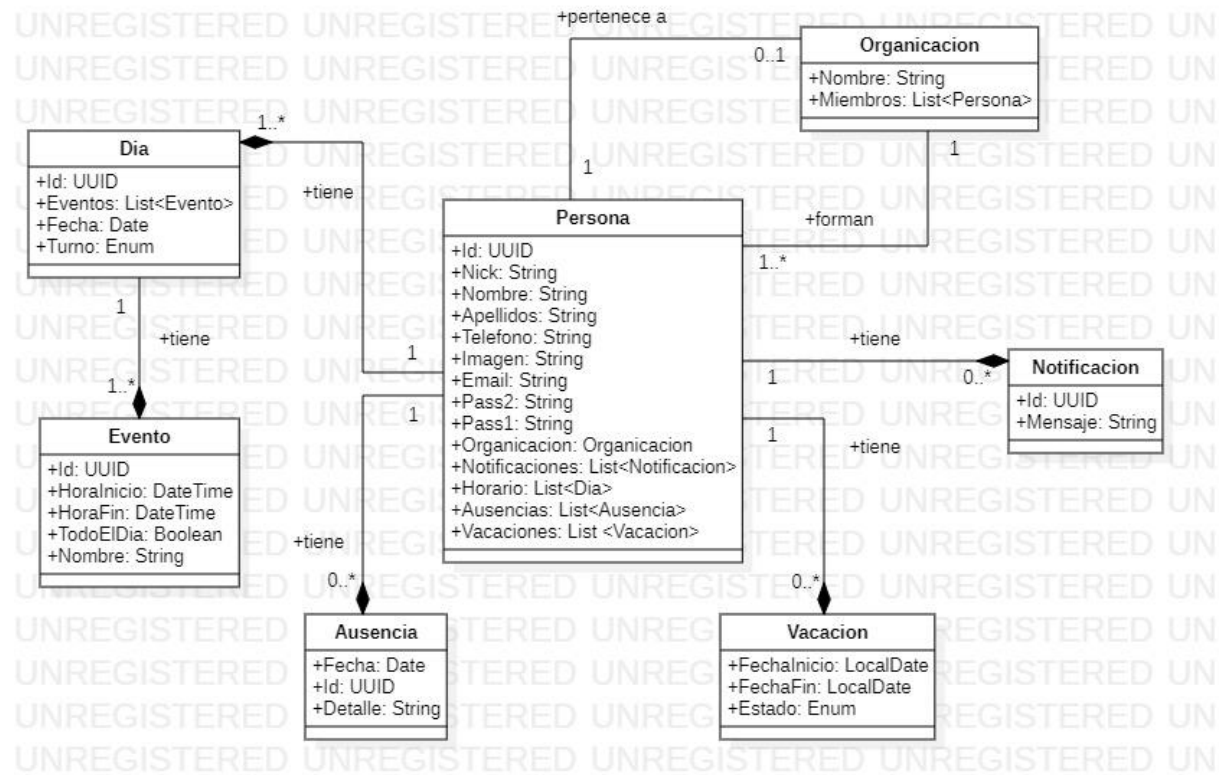 UNREGISTERED UNREGISTERED UNREGISTERED UNREGISTERED UN
+pertenece a
Organicacion
+Nombre: String
+Miembros: List<Persona>
0..1
1
1
+forman
1..*
Dia
+Id: UUID
+Eventos: List<Evento>
+Fecha: Date
+Turno: Enum
1..*
+tiene
1
Persona
+Id: UUID
+Nick: String
+Nombre: String
+Apellidos: String
+Telefono: String
+Imagen: String
+Email: String
+Pass2: String
+Pass1: String
+Organicacion: Organicacion
+Notificaciones: List<Notificacion>
+Horario: List<Dia>
+Ausencias: List<Ausencia>
+Vacaciones: List <Vacacion>
1
+tiene
1..*
Evento
+Id: UUID
+HoraInicio: DateTime
+HoraFin: DateTime
+TodoElDia: Boolean
+Nombre: String
+tiene
1
0..*
Notificacion
+Id: UUID
+Mensaje: String
1
+tiene
0..*
1
+tiene
0..*
Ausencia
+Fecha: Date
+Id: UUID
+Detalle: String
Vacacion
+FechaInicio: LocalDate
+FechaFin: LocalDate
+Estado: Enum